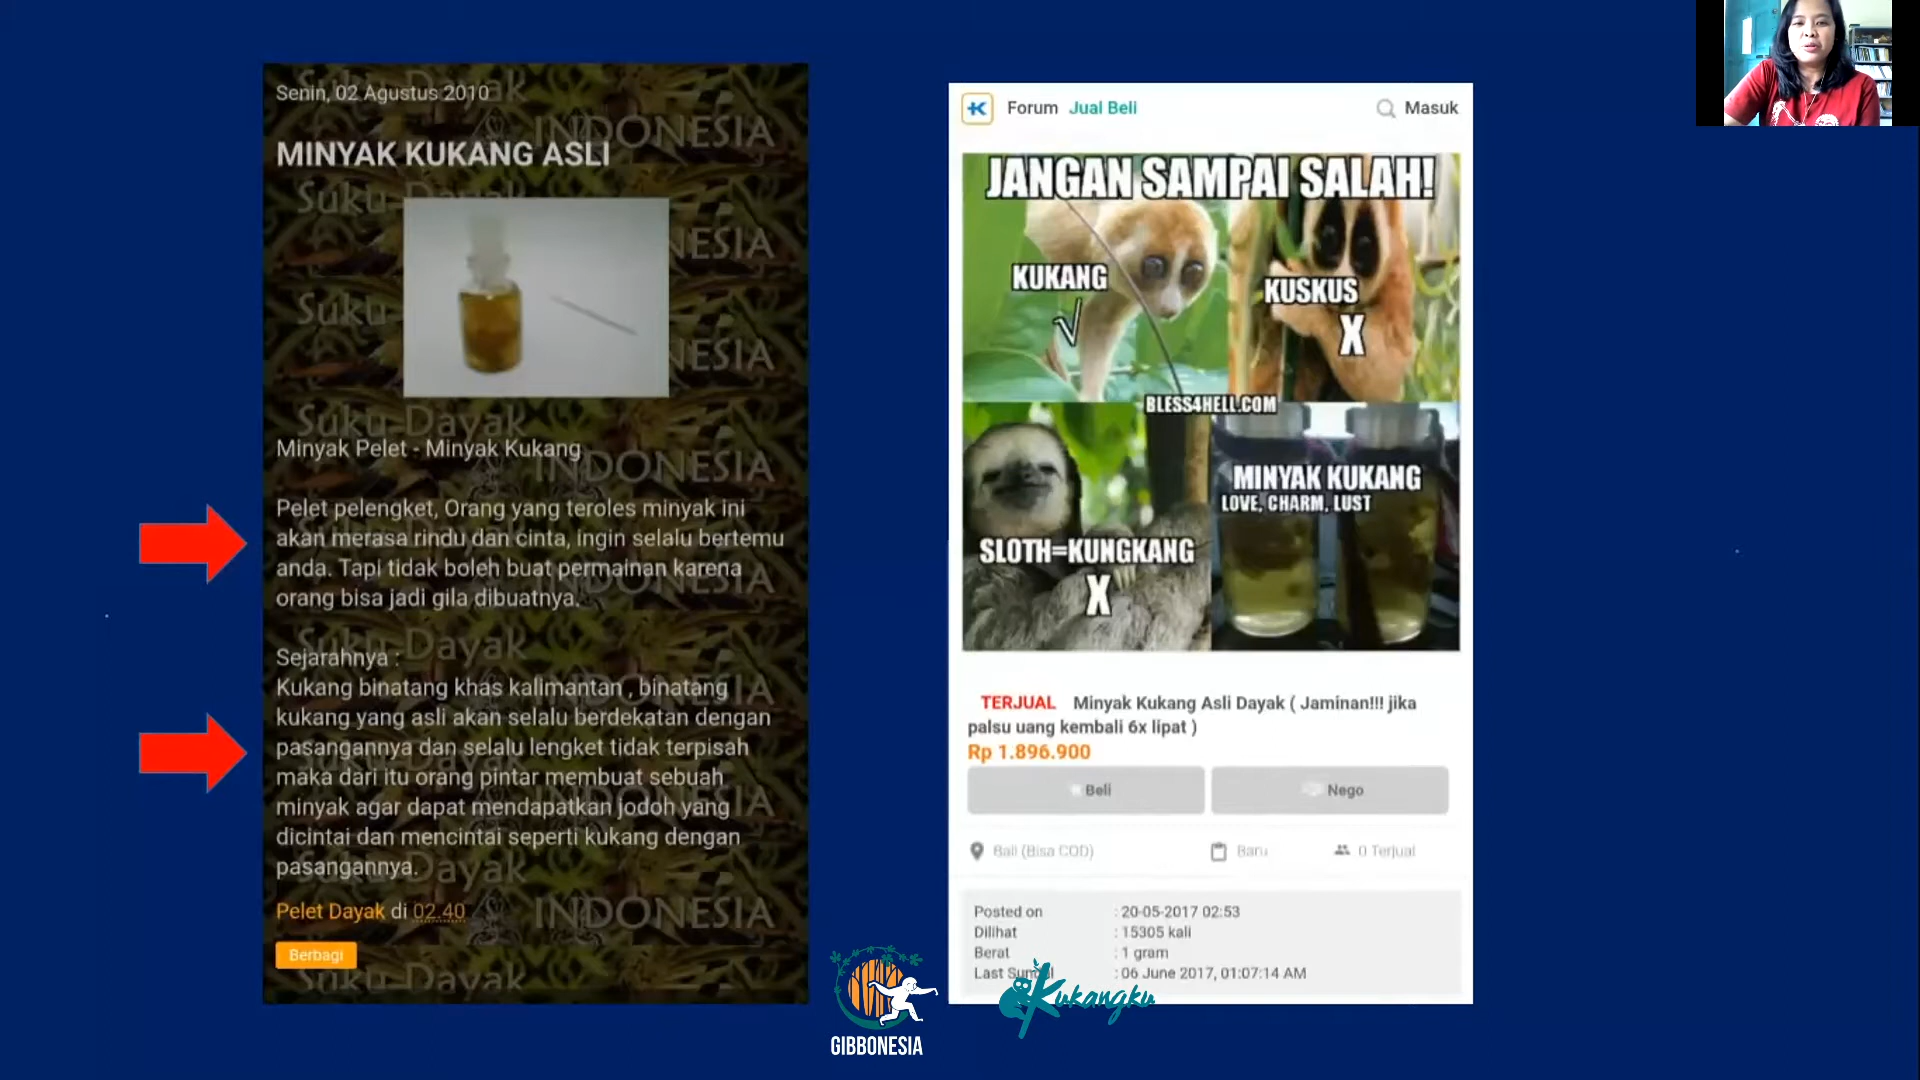 Senin, 02 Agustus 2010
MINYAK KUKANG ASLI
Minyak Pelet - Minyak Kukang
Pelet pelengket, Orang yang teroles minyak ini
akan merasa rindu dan cinta, ingin selalu bertemu
anda. Tapi tidak boleh buat permainan karena
orang bisa jadi gila dibuatnya.
Sejarahnya :
Kukang binatang khas kalimantan , binatang
kukang yang asli akan selalu berdekatan dengan
pasangannya dan selalu lengket tidak terpisah
maka dari itu orang pintar membuat sebuah
minyak agar dapat mendapatkan jodoh yang
dicintai dan mencintai seperti kukang dengan
pasangannya.
Pelet Dayak di 02.40
Berbagi
Suku Dayak
INDONESIA
Forum Jual Beli
Masuk
JANGAN SAMPAI SALAH!
KUKANG
√
KUSKUS
X
BLESS4HELL.COM
SLOTH=KUNGKANG
X
MINYAK KUKANG
LOVE, CHARM, LUST
TERJUAL Minyak Kukang Asli Dayak ( Jaminan!!! jika
palsu uang kembali 6x lipat )
Rp 1.896.900
Beli
Nego
Bali (Bisa COD)
Baru
0 Terjual
Posted on : 20-05-2017 02:53
Dilihat : 15305 kali
Berat : 1 gram
Last : 06 June 2017, 01:07:14 AM
GIBBONESIA
Kukangku